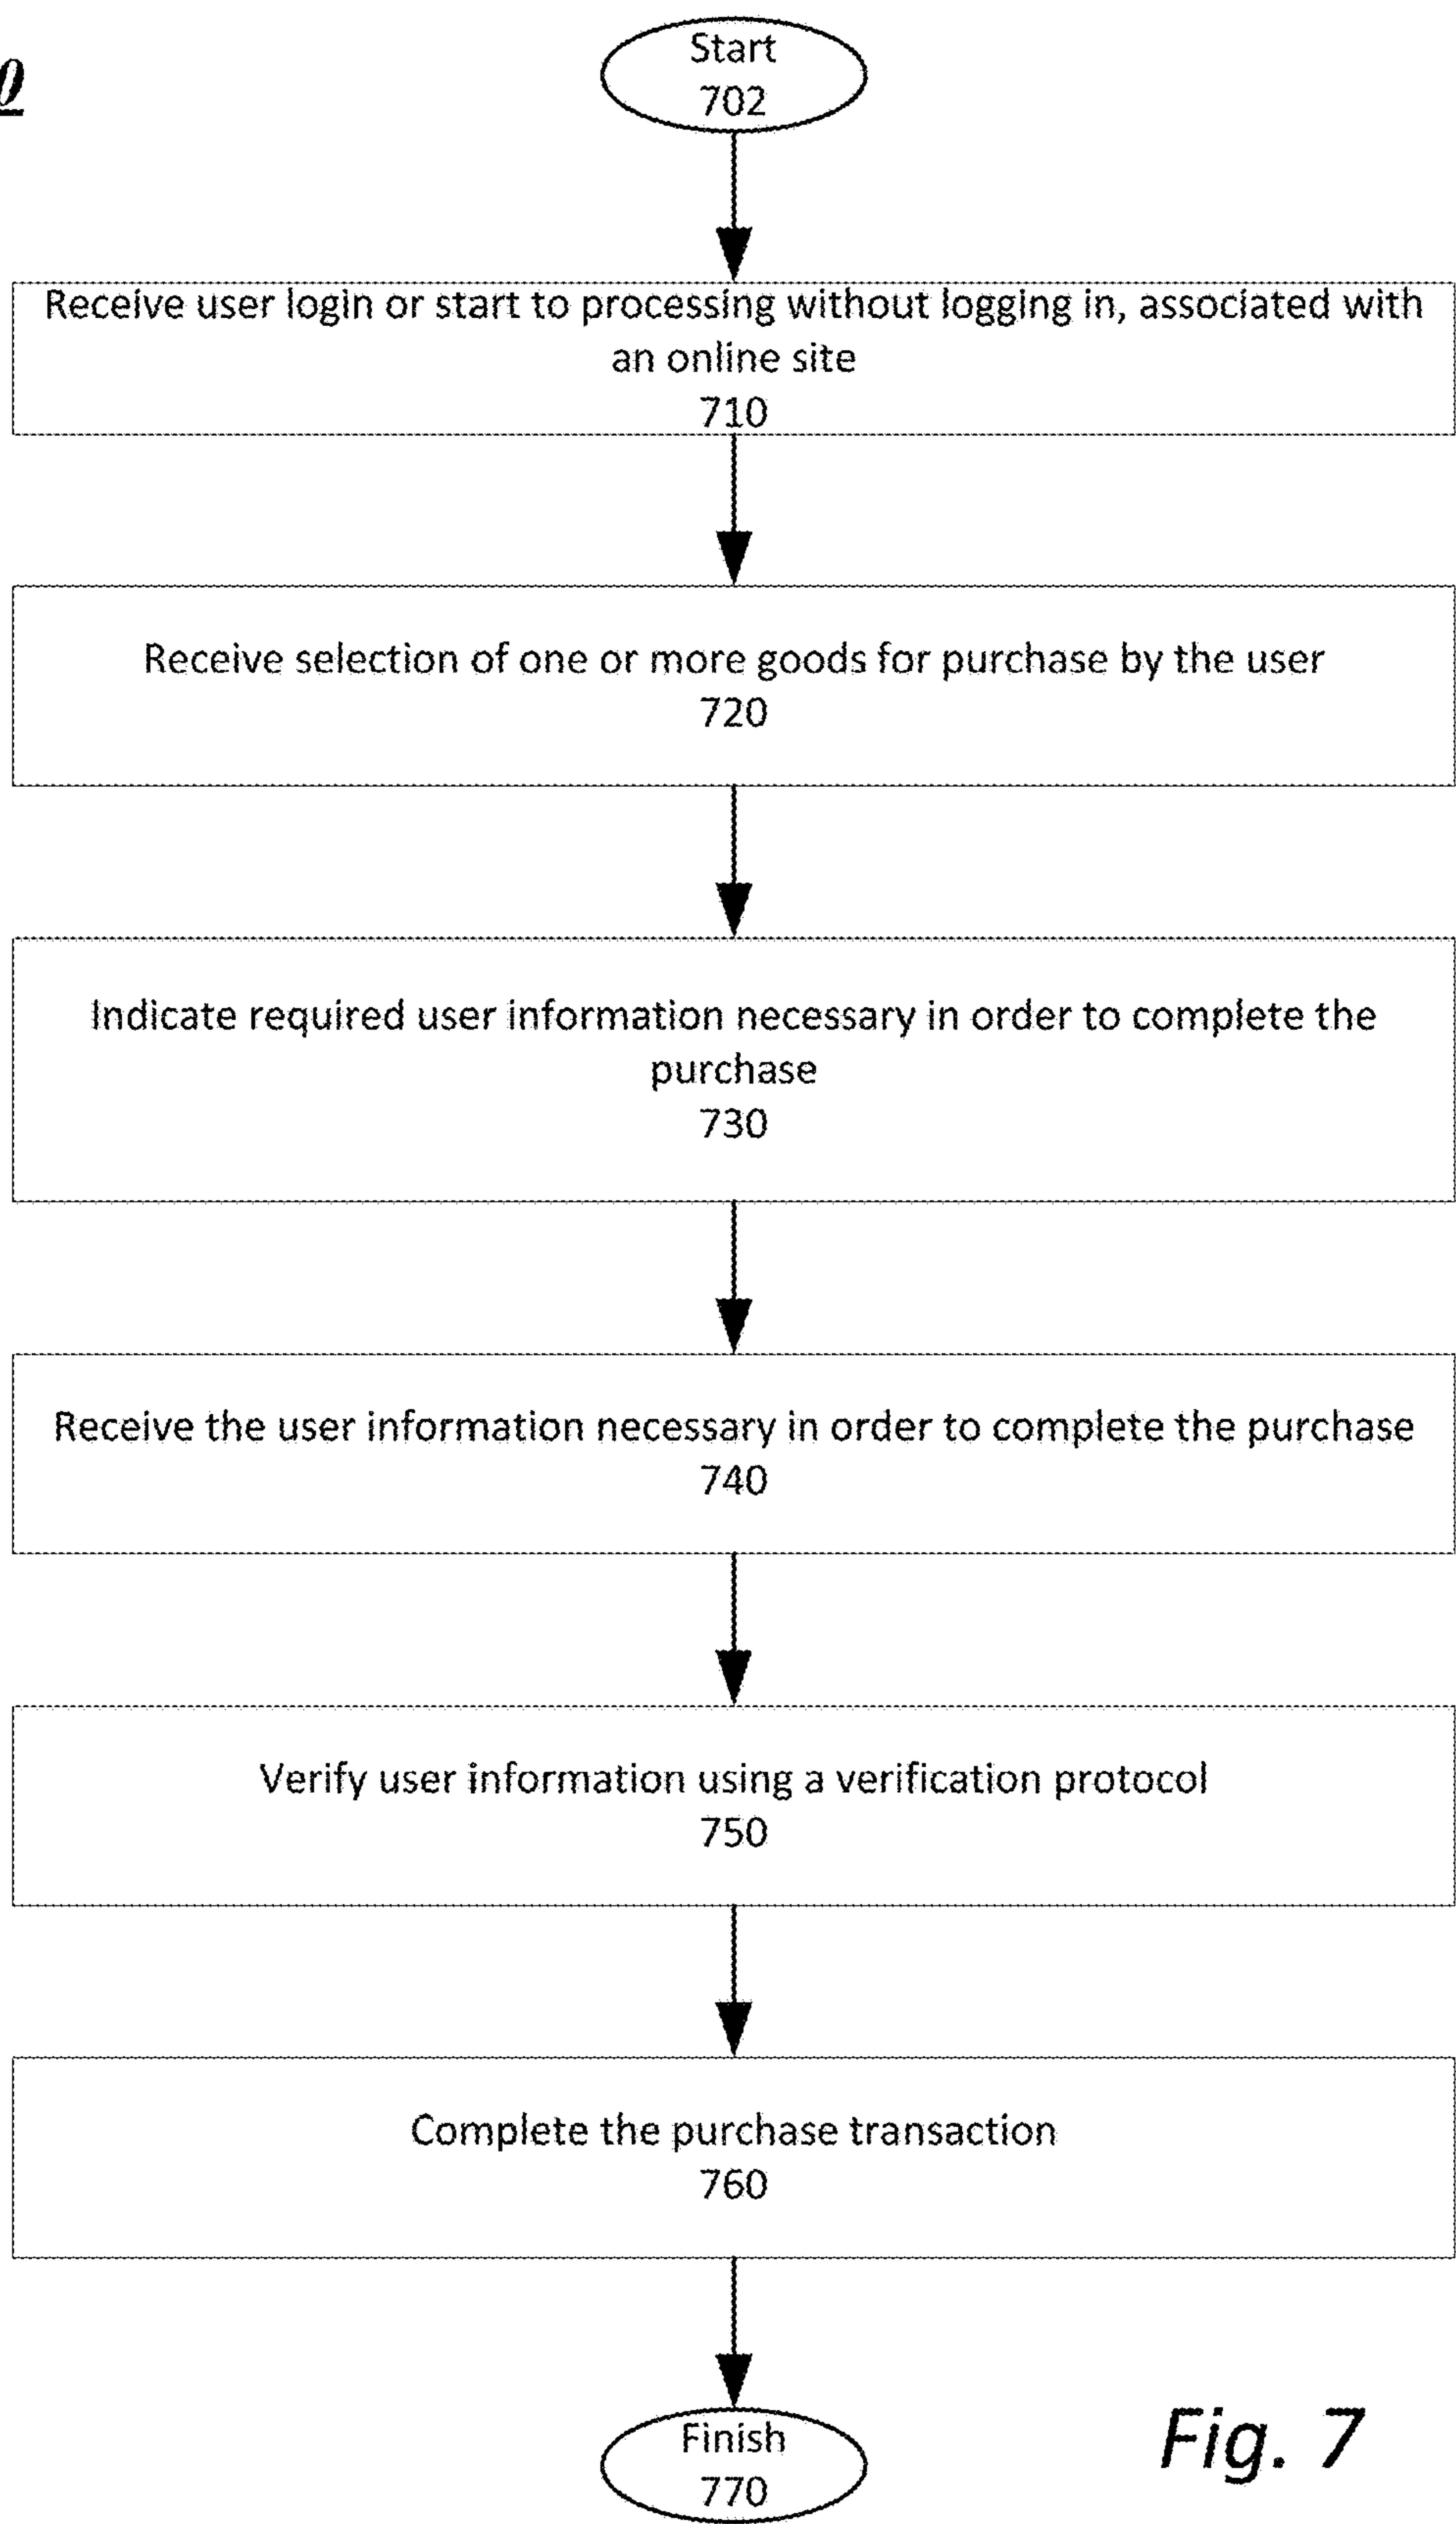 0
Start
702
Receive user login or start to processing without logging in, associated with
an online site
710
Receive selection of one or more goods for purchase by the user
720
Indicate required user information necessary in order to complete the
purchase
730
Receive the user information necessary in order to complete the purchase
740
Verify user information using a verification protocol
750
Complete the purchase transaction
760
Finish
770
Fig. 7